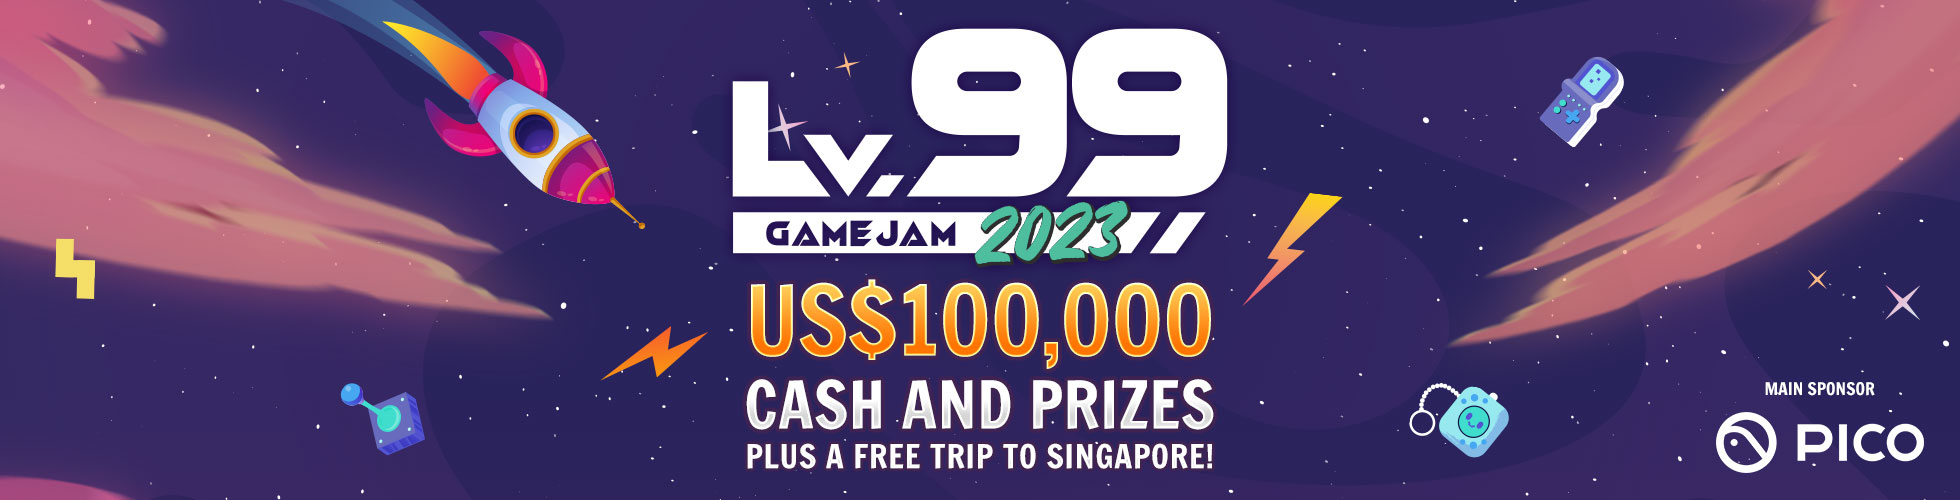 Lv.99
GAMEJAM 2023
US$100,000
CASH AND PRIZES
PLUS A FREE TRIP TO SINGAPORE!
MAIN SPONSOR
PICO